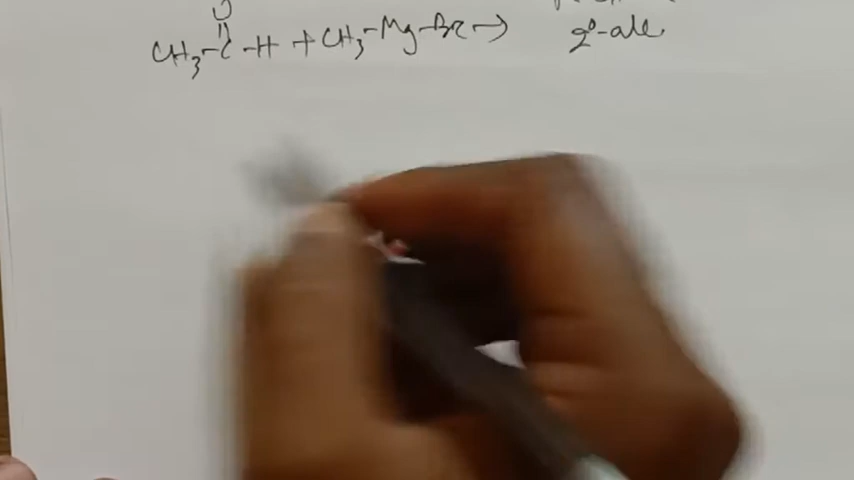 O
CH₃-C-H + CH₃-Mg-Br → 2°-alc